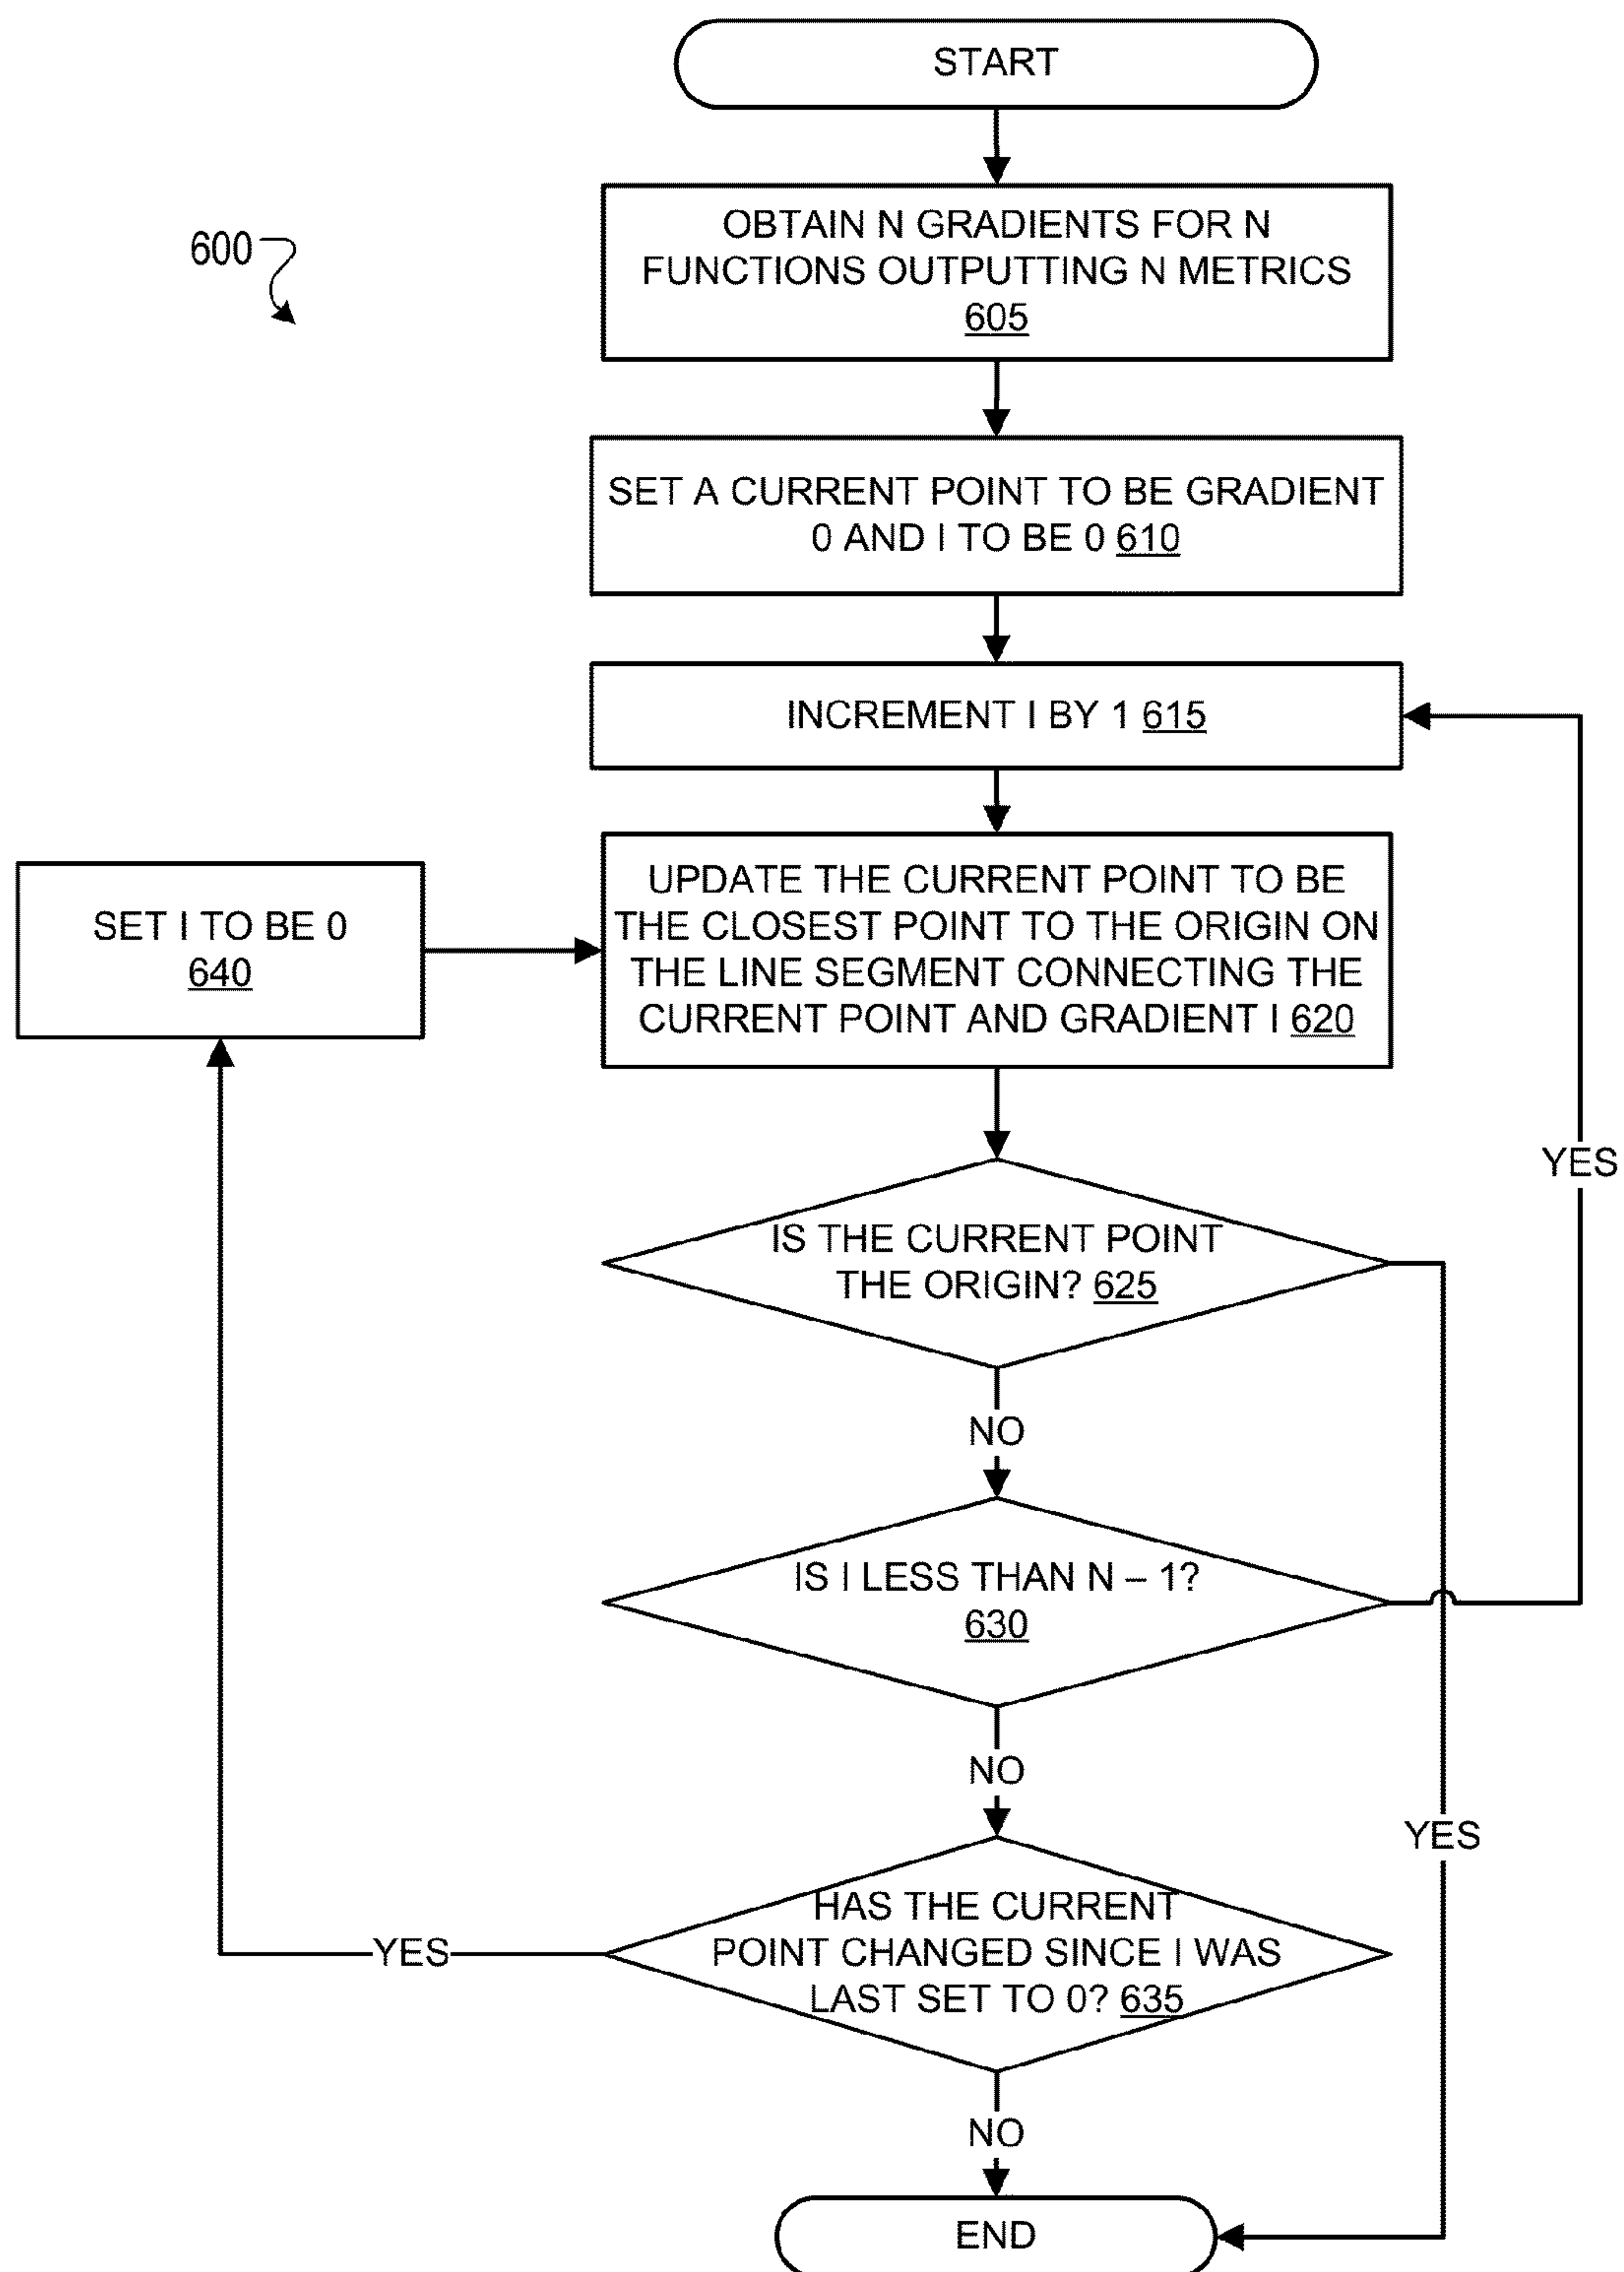 START
600
OBTAIN N GRADIENTS FOR N
FUNCTIONS OUTPUTTING N METRICS
605
SET A CURRENT POINT TO BE GRADIENT
0 AND I TO BE 0 610
INCREMENT I BY 1 615
SET I TO BE 0
640
UPDATE THE CURRENT POINT TO BE
THE CLOSEST POINT TO THE ORIGIN ON
THE LINE SEGMENT CONNECTING THE
CURRENT POINT AND GRADIENT I 620
YES
IS THE CURRENT POINT
THE ORIGIN? 625
NO
IS I LESS THAN N – 1?
630
NO
YES
HAS THE CURRENT
POINT CHANGED SINCE I WAS
LAST SET TO 0? 635
YES
NO
END